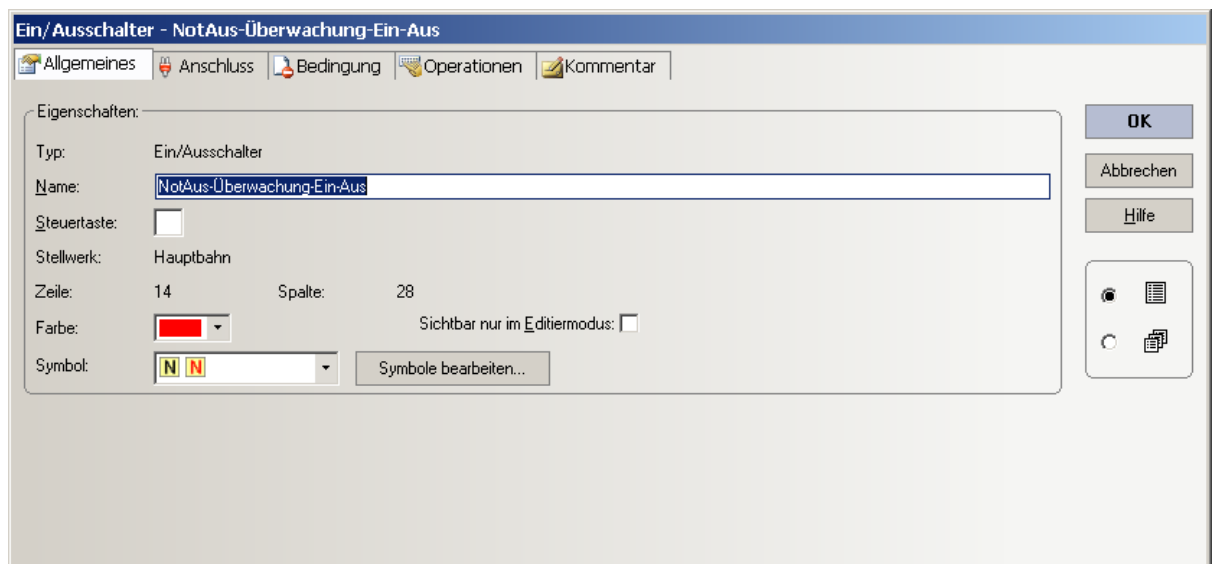 Ein/Ausschalter - NotAus-Überwachung-Ein-Aus
Allgemeines Anschluss Bedingung Operationen Kommentar
Eigenschaften:
OK
Typ: Ein/Ausschalter
Abbrechen
Name: NotAus-Überwachung-Ein-Aus
Steuertaste:
Hilfe
Stellwerk: Hauptbahn
Zeile: 14 Spalte: 28
Farbe: Sichtbar nur im Editiermodus:
Symbol: N N Symbole bearbeiten...